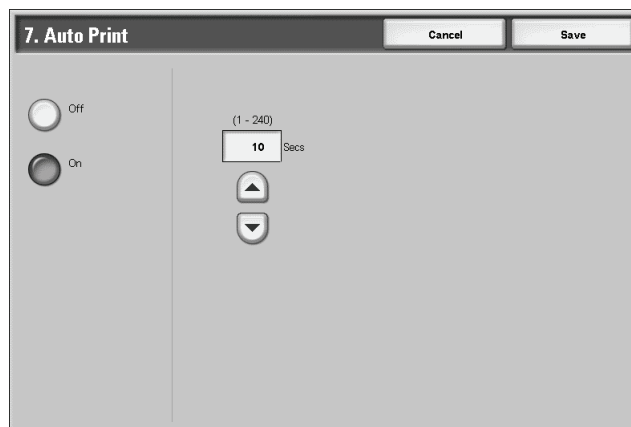 7. Auto Print
Cancel
Save
Off
(1 - 240)
10 Secs
On